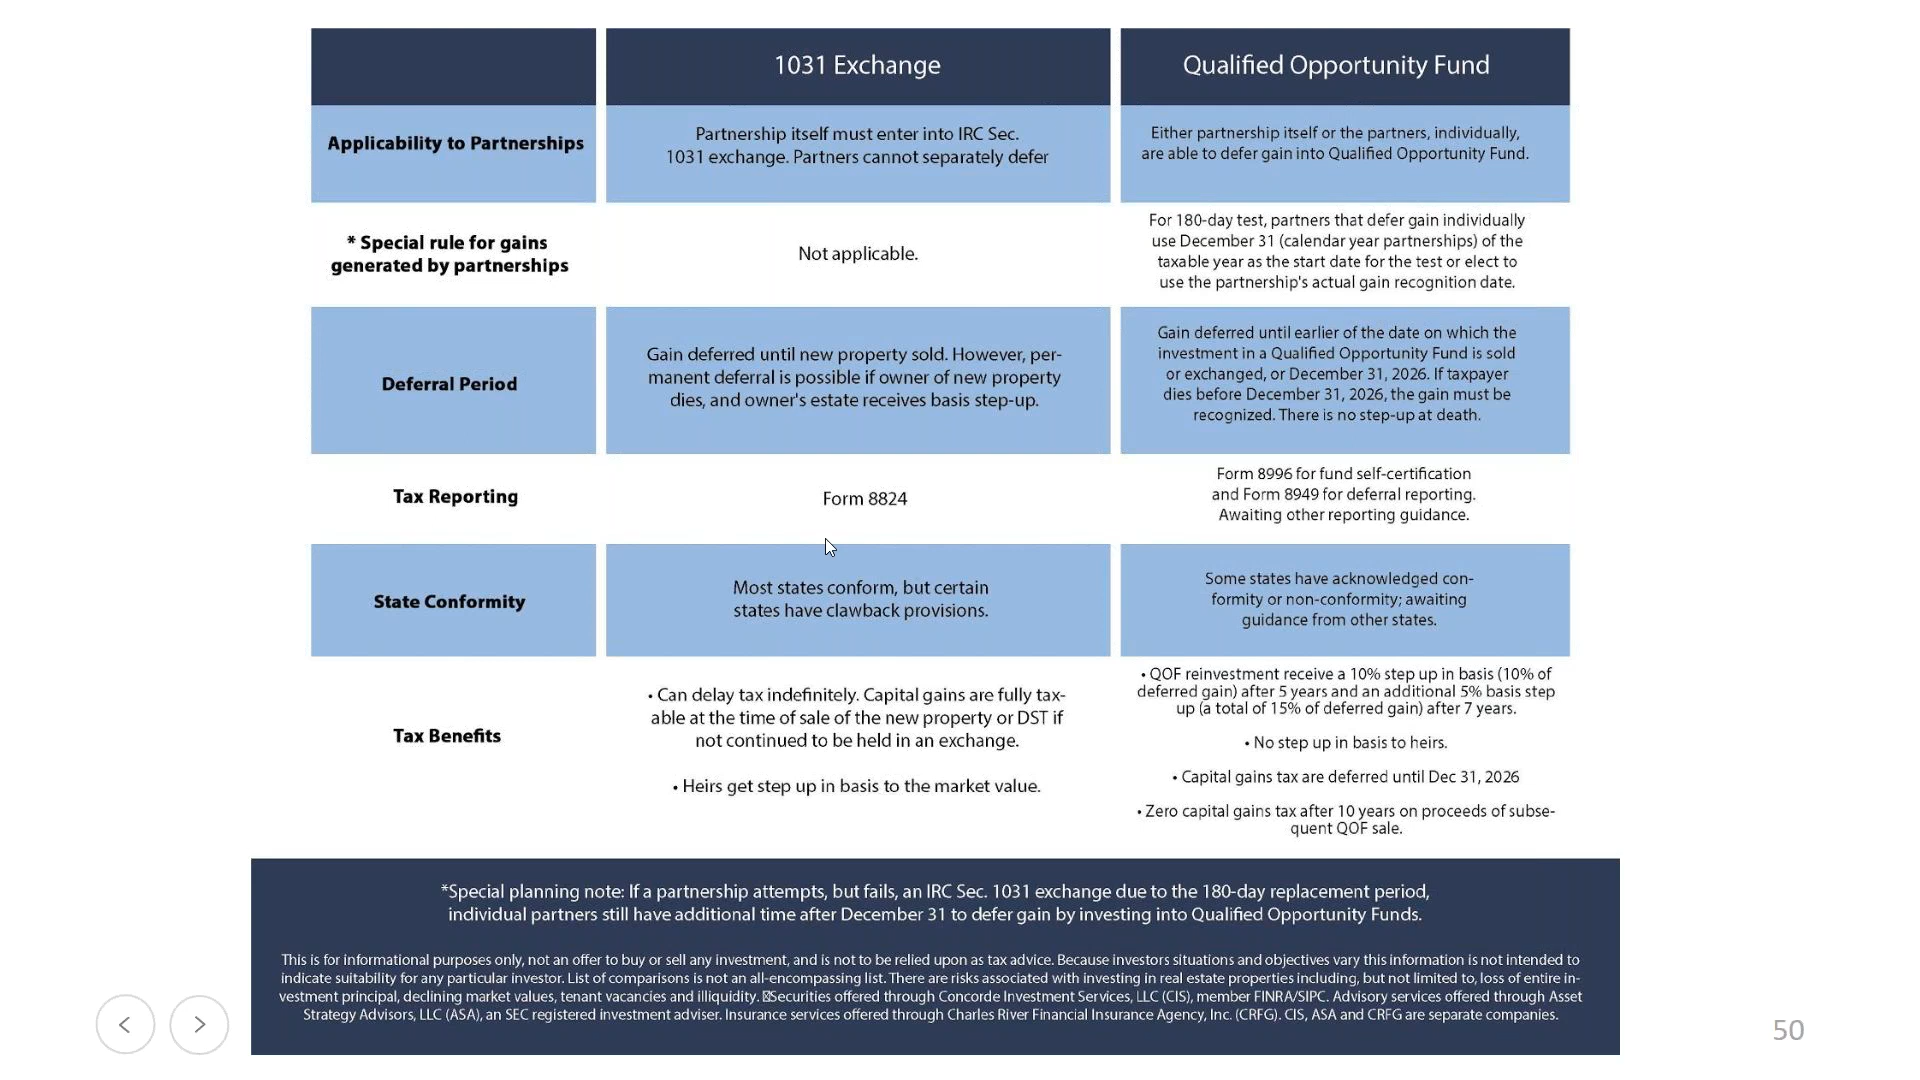 1031 Exchange
Qualified Opportunity Fund
Applicability to Partnerships
Partnership itself must enter into IRC Sec.
1031 exchange. Partners cannot separately defer
Either partnership itself or the partners, individually,
are able to defer gain into Qualified Opportunity Fund.
* Special rule for gains
generated by partnerships
Not applicable.
For 180-day test, partners that defer gain individually
use December 31 (calendar year partnerships) of the
taxable year as the start date for the test or elect to
use the partnership's actual gain recognition date.
Deferral Period
Gain deferred until new property sold. However, per-
manent deferral is possible if owner of new property
dies, and owner's estate receives basis step-up.
Gain deferred until earlier of the date on which the
investment in a Qualified Opportunity Fund is sold
or exchanged, or December 31, 2026. If taxpayer
dies before December 31, 2026, the gain must be
recognized. There is no step-up at death.
Tax Reporting
Form 8824
Form 8996 for fund self-certification
and Form 8949 for deferral reporting.
Awaiting other reporting guidance.
State Conformity
Most states conform, but certain
states have clawback provisions.
Some states have acknowledged con-
formity or non-conformity; awaiting
guidance from other states.
Tax Benefits
• Can delay tax indefinitely. Capital gains are fully tax-
able at the time of sale of the new property or DST if
not continued to be held in an exchange.
• Heirs get step up in basis to the market value.
• QOF reinvestment receive a 10% step up in basis (10% of
deferred gain) after 5 years and an additional 5% basis step
up (a total of 15% of deferred gain) after 7 years.
• No step up in basis to heirs.
• Capital gains tax are deferred until Dec 31, 2026
• Zero capital gains tax after 10 years on proceeds of subse-
quent QOF sale.
*Special planning note: If a partnership attempts, but fails, an IRC Sec. 1031 exchange due to the 180-day replacement period,
individual partners still have additional time after December 31 to defer gain by investing into Qualified Opportunity Funds.
This is for informational purposes only, not an offer to buy or sell any investment, and is not to be relied upon as tax advice. Because investors situations and objectives vary this information is not intended to
indicate suitability for any particular investor. List of comparisons is not an all-encompassing list. There are risks associated with investing in real estate properties including, but not limited to, loss of entire in-
vestment principal, declining market values, tenant vacancies and illiquidity. Securities offered through Concorde Investment Services, LLC (CIS), member FINRA/SIPC. Advisory services offered through Asset
Strategy Advisors, LLC (ASA), an SEC registered investment adviser. Insurance services offered through Charles River Financial Insurance Agency, Inc. (CRFG). CIS, ASA and CRFG are separate companies.
50